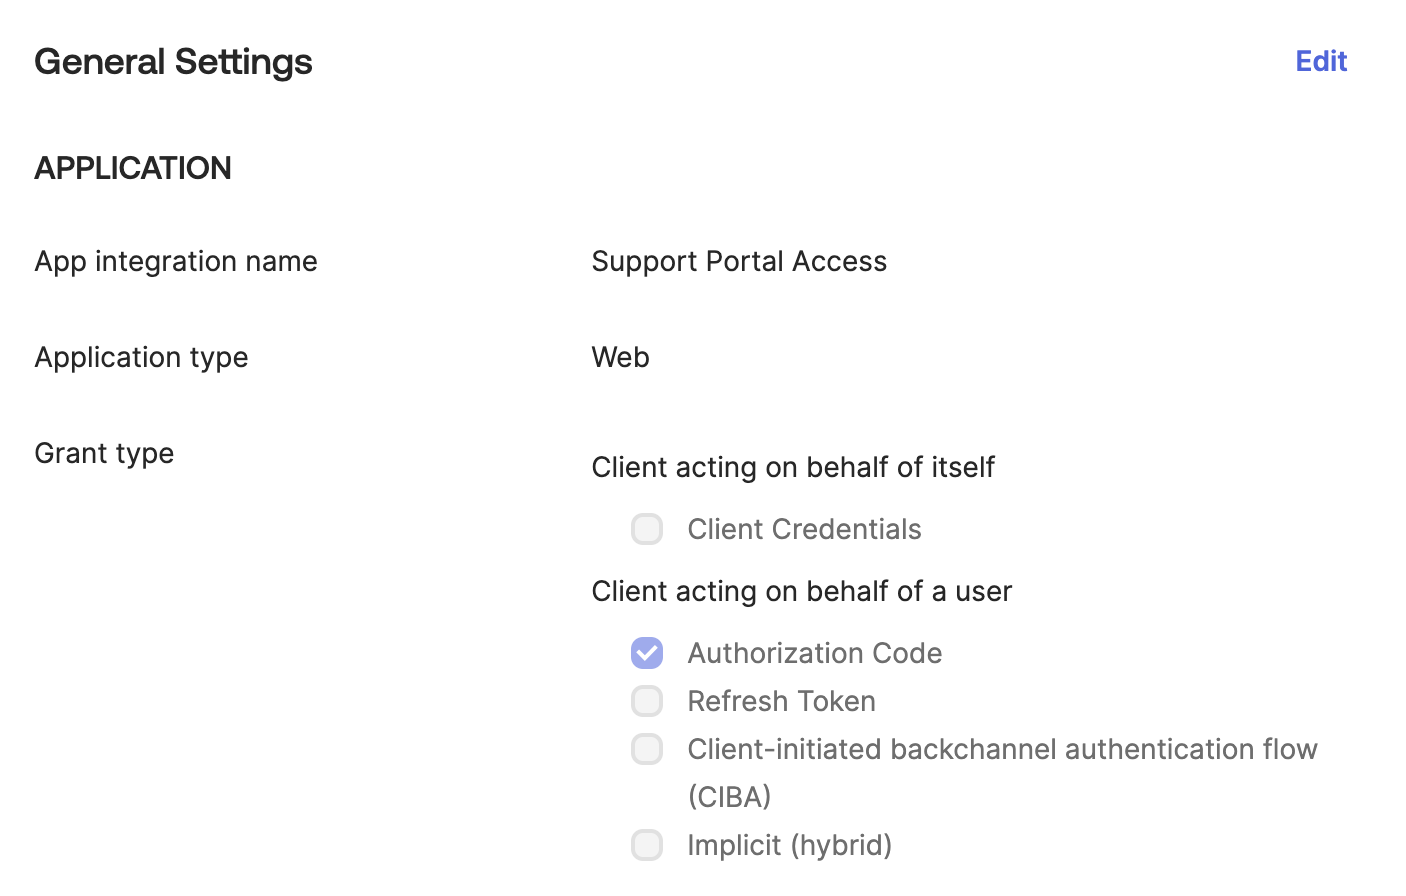 General Settings
Edit
APPLICATION
App integration name
Support Portal Access
Application type
Web
Grant type
Client acting on behalf of itself
Client Credentials
Client acting on behalf of a user
Authorization Code
Refresh Token
Client-initiated backchannel authentication flow
(CIBA)
Implicit (hybrid)